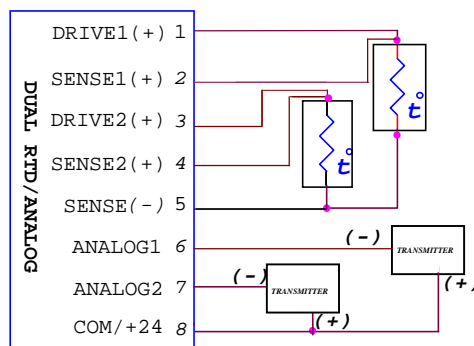 DUAL RTD/ANALOG
DRIVE1(+) 1
SENSE1(+) 2
DRIVE2(+) 3
SENSE2(+) 4
SENSE(-) 5
ANALOG1 6
ANALOG2 7
COM/+24 8
t°
t°
(-) TRANSMITTER (+)
(-) TRANSMITTER (+)